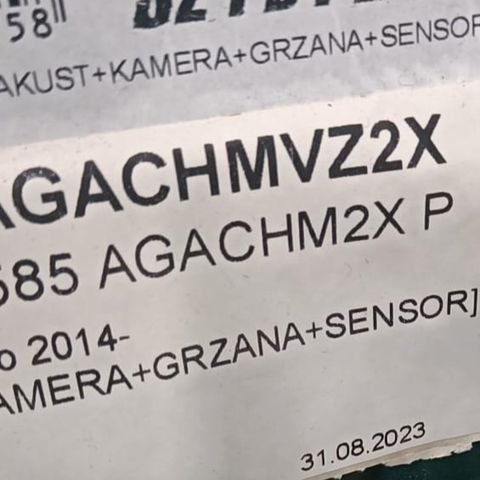 58"
AKUST+KAMERA+GRZANA+SENSOR
AGACHMVZ2X
585 AGACHM2X P
o 2014-
AMERA+GRZANA+SENSOR]
31.08.2023